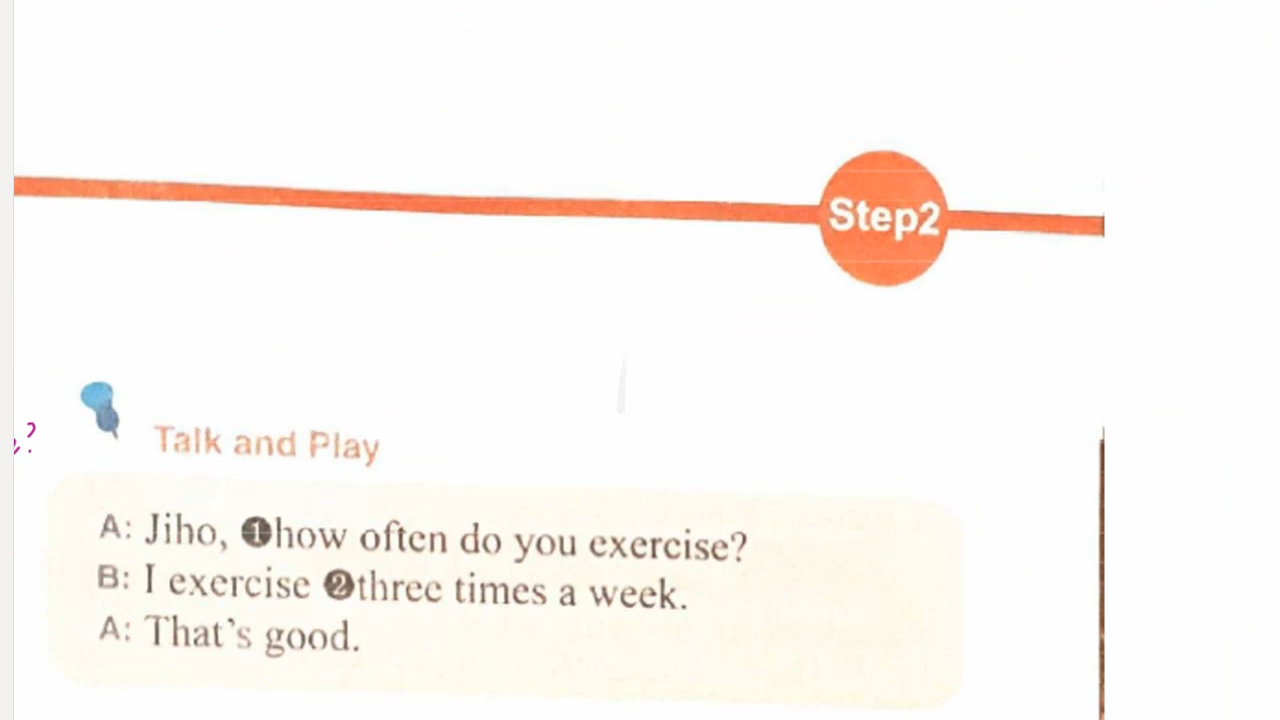 Step2
Talk and Play
A: Jiho, ❶how often do you exercise?
B: I exercise ❷three times a week.
A: That's good.